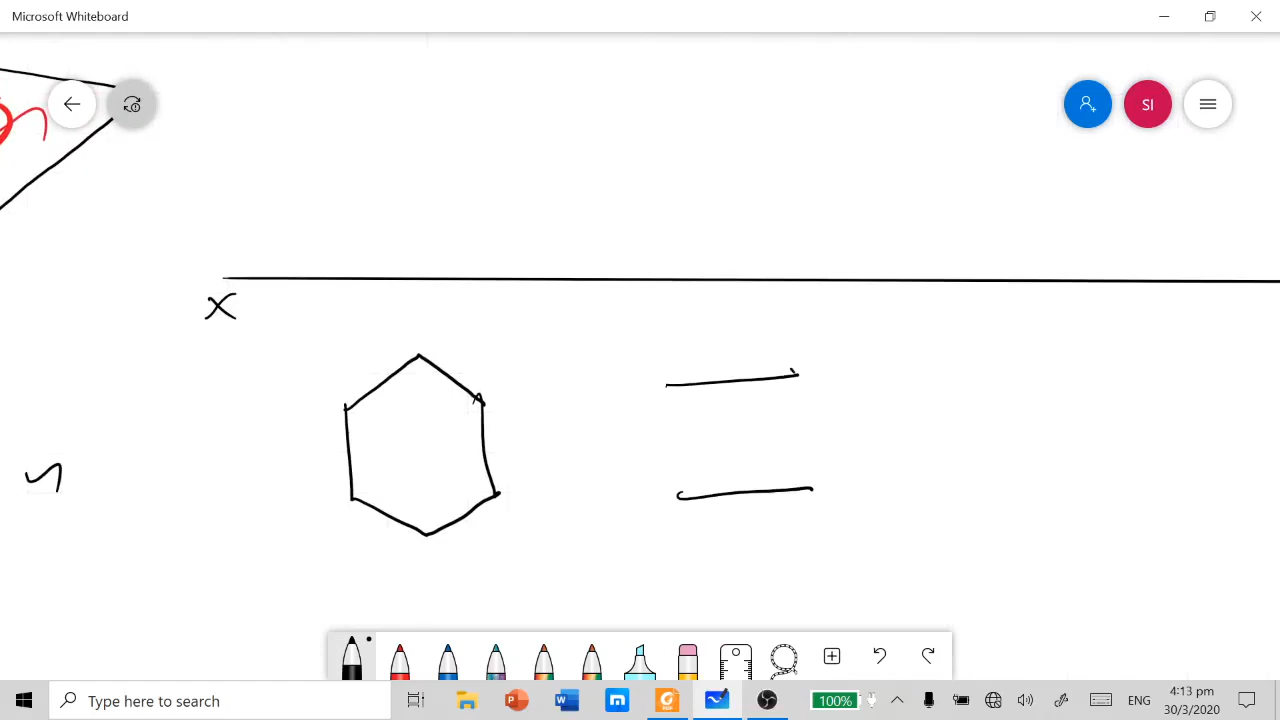 Microsoft Whiteboard
SI
x
Type here to search
100%
ENG
4:13 pm
30/3/2020